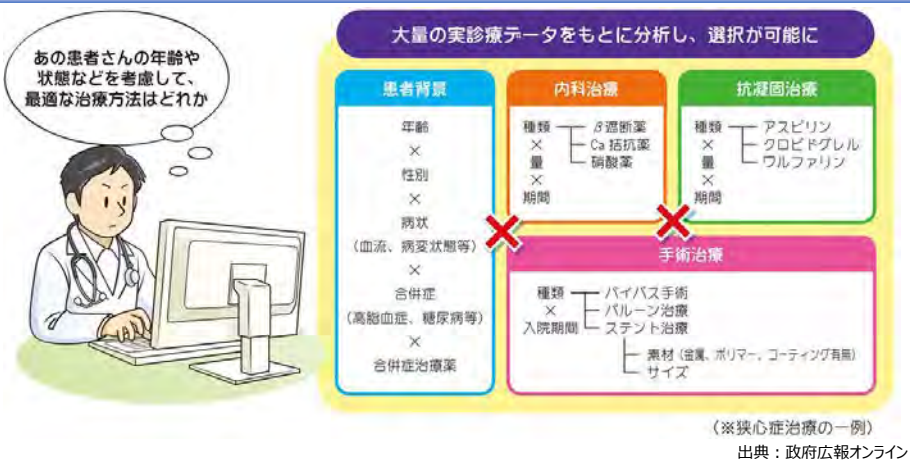 あの患者さんの年齢や
状態などを考慮して、
最適な治療方法はどれか
大量の実診療データをもとに分析し、選択が可能に
患者背景
年齢
×
性別
×
病状
(血流、病変状態等)
×
合併症
(高脂血症、糖尿病等)
×
合併症治療薬
内科治療
種類 β遮断薬
× Ca拮抗薬
量 硝酸薬
×
期間
抗凝固治療
種類 アスピリン
× クロピドグレル
量 ワルファリン
×
期間
手術治療
種類 バイパス手術
× バルーン治療
入院期間 ステント治療
素材(金属、ポリマー、コーティング有無)
サイズ
(※狭心症治療の一例)
出典:政府広報オンライン